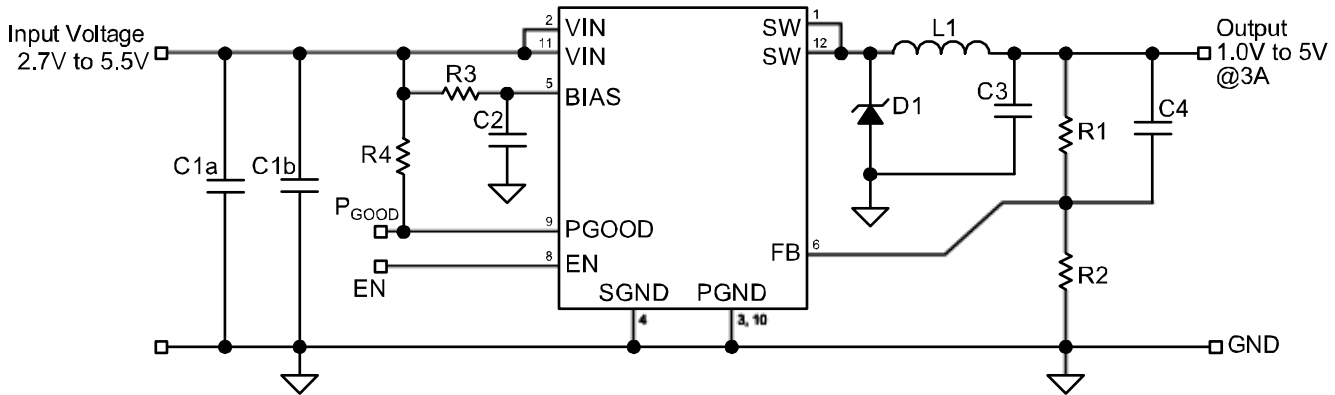 Input Voltage
2.7V to 5.5V
2
VIN
11
VIN
1
SW
12
SW
L1
Output
1.0V to 5V
@3A
R3
5
BIAS
C2
R4
C1a
C1b
D1
C3
R1
C4
PGOOD
9
PGOOD
8
EN
EN
FB
6
R2
SGND
PGND
4
3, 10
GND